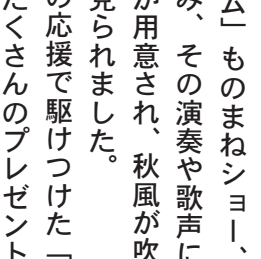 ム」ものまねショー、
み、その演奏や歌声に
が用意され、秋風が吹
見られました。
の応援で駆けつけた「
たくさんのプレゼント